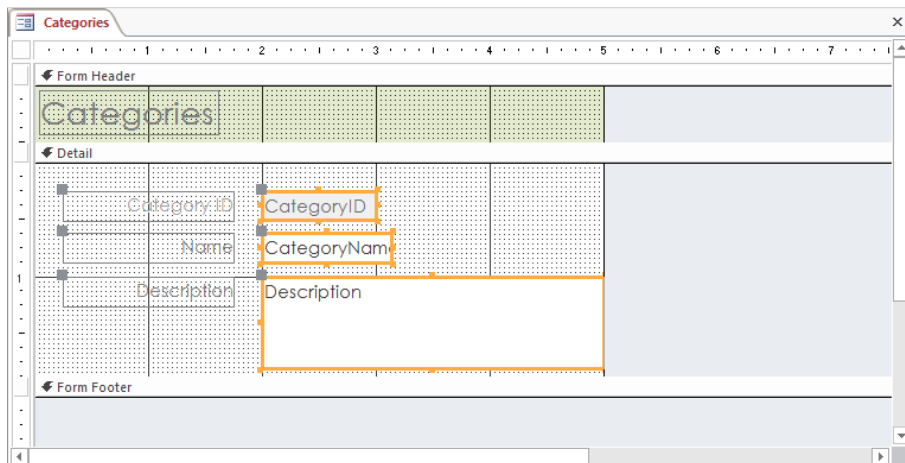 Categories
1 2 3 4 5 6 7
Form Header
Categories
Detail
Category ID CategoryID
Name CategoryName
1
Description Description
Form Footer